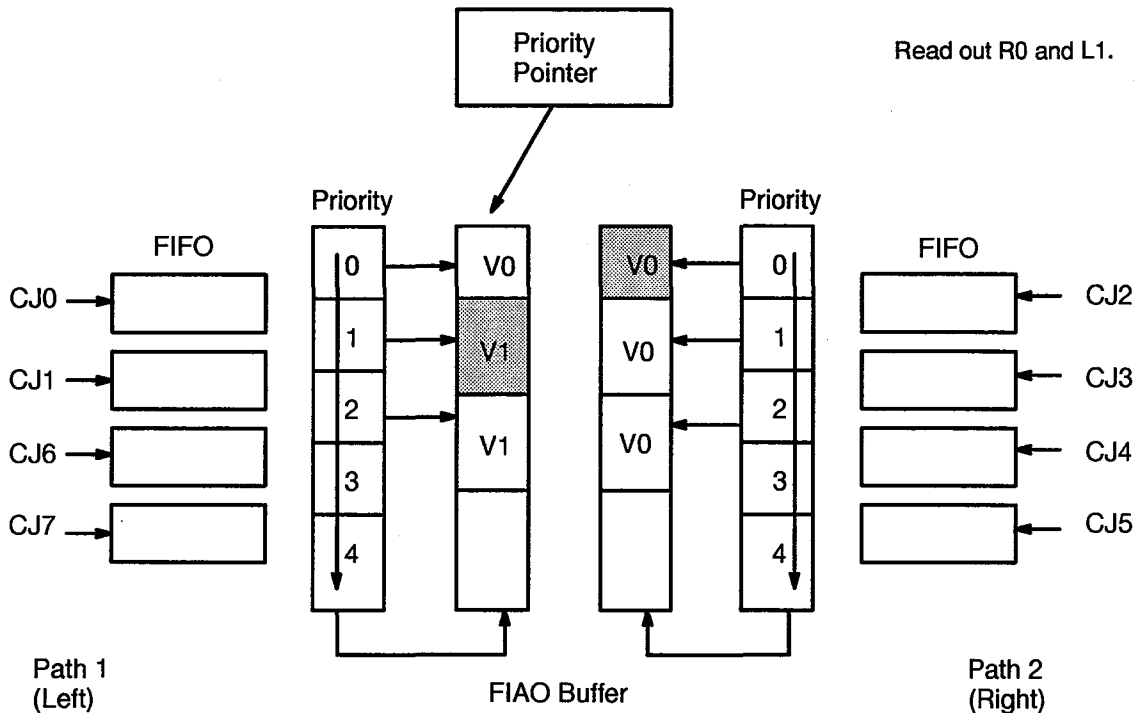 Priority
Pointer
Read out R0 and L1.
Priority
Priority
FIFO
FIFO
CJ0
CJ1
CJ6
CJ7
0
1
2
3
4
V0
V1
V1
V0
V0
V0
0
1
2
3
4
CJ2
CJ3
CJ4
CJ5
Path 1
(Left)
FIAO Buffer
Path 2
(Right)